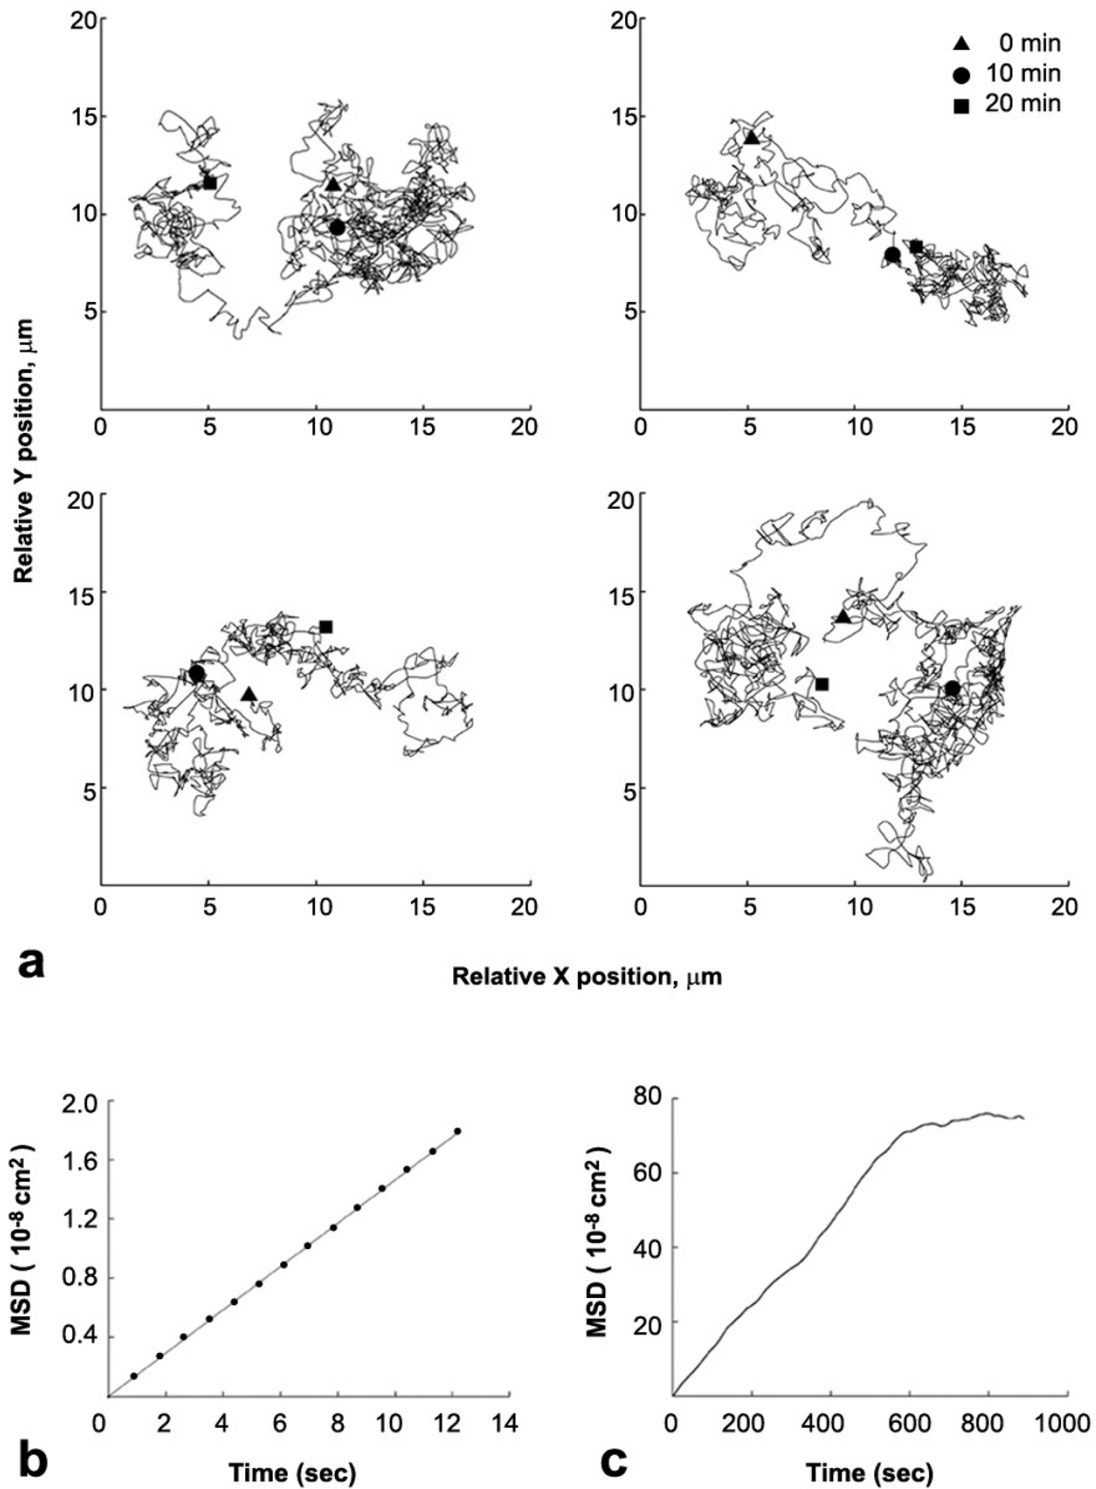 20
15
10
5
0 5 10 15 20
20
15
10
5
0 5 10 15 20
0 min
10 min
20 min
Relative Y position, μm
20
15
10
5
0 5 10 15 20
20
15
10
5
0 5 10 15 20
a
Relative X position, μm
2.0
1.6
1.2
0.8
0.4
0 2 4 6 8 10 12 14
MSD ( 10-8 cm2 )
Time (sec)
b
80
60
40
20
0 200 400 600 800 1000
MSD ( 10-8 cm2 )
Time (sec)
c